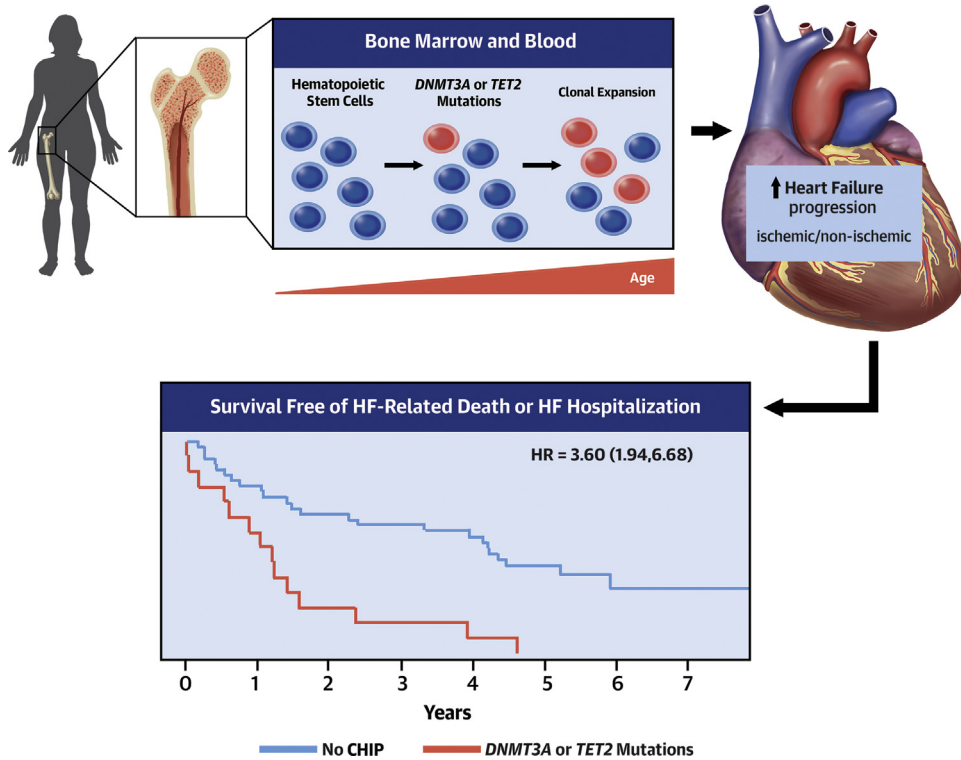 Bone Marrow and Blood
Hematopoietic
Stem Cells
DNMT3A or TET2
Mutations
Clonal Expansion
Age
Heart Failure
progression
ischemic/non-ischemic
Survival Free of HF-Related Death or HF Hospitalization
HR = 3.60 (1.94,6.68)
0 1 2 3 4 5 6 7
Years
No CHIP
DNMT3A or TET2 Mutations